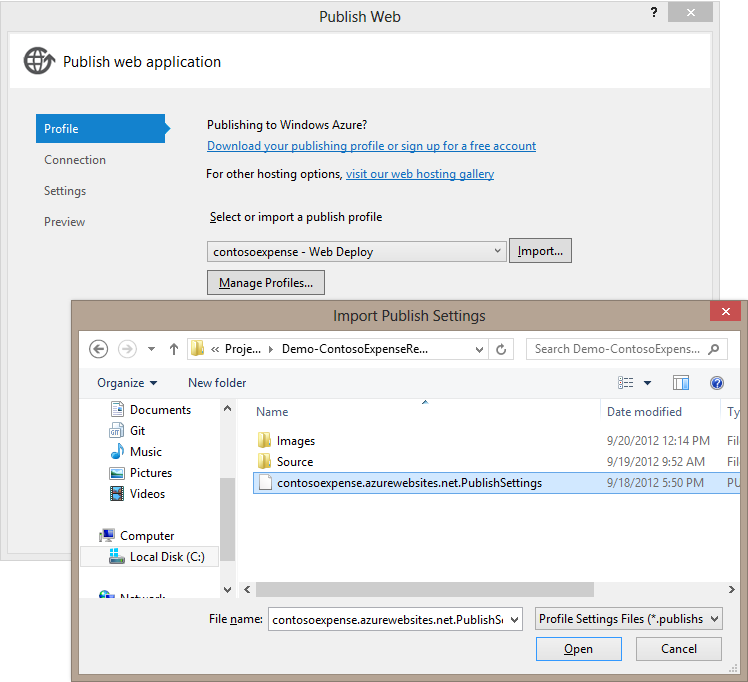 Publish Web
?
Publish web application
Profile
Connection
Settings
Preview
Publishing to Windows Azure?
Download your publishing profile or sign up for a free account
For other hosting options, visit our web hosting gallery
Select or import a publish profile
contosoexpense - Web Deploy
Import...
Manage Profiles...
Import Publish Settings
« Proje... Demo-ContosoExpenseRe...
Search Demo-ContosoExpens...
Organize New folder
?
Documents
Git
Music
Pictures
Videos
Computer
Local Disk (C:)
Network
Name Date modified Ty
Images 9/20/2012 12:14 PM Fil
Source 9/19/2012 9:52 AM Fil
contosoexpense.azurewebsites.net.PublishSettings 9/18/2012 5:50 PM PU
File name: contosoexpense.azurewebsites.net.PublishSe
Profile Settings Files (*.publishs
Open Cancel